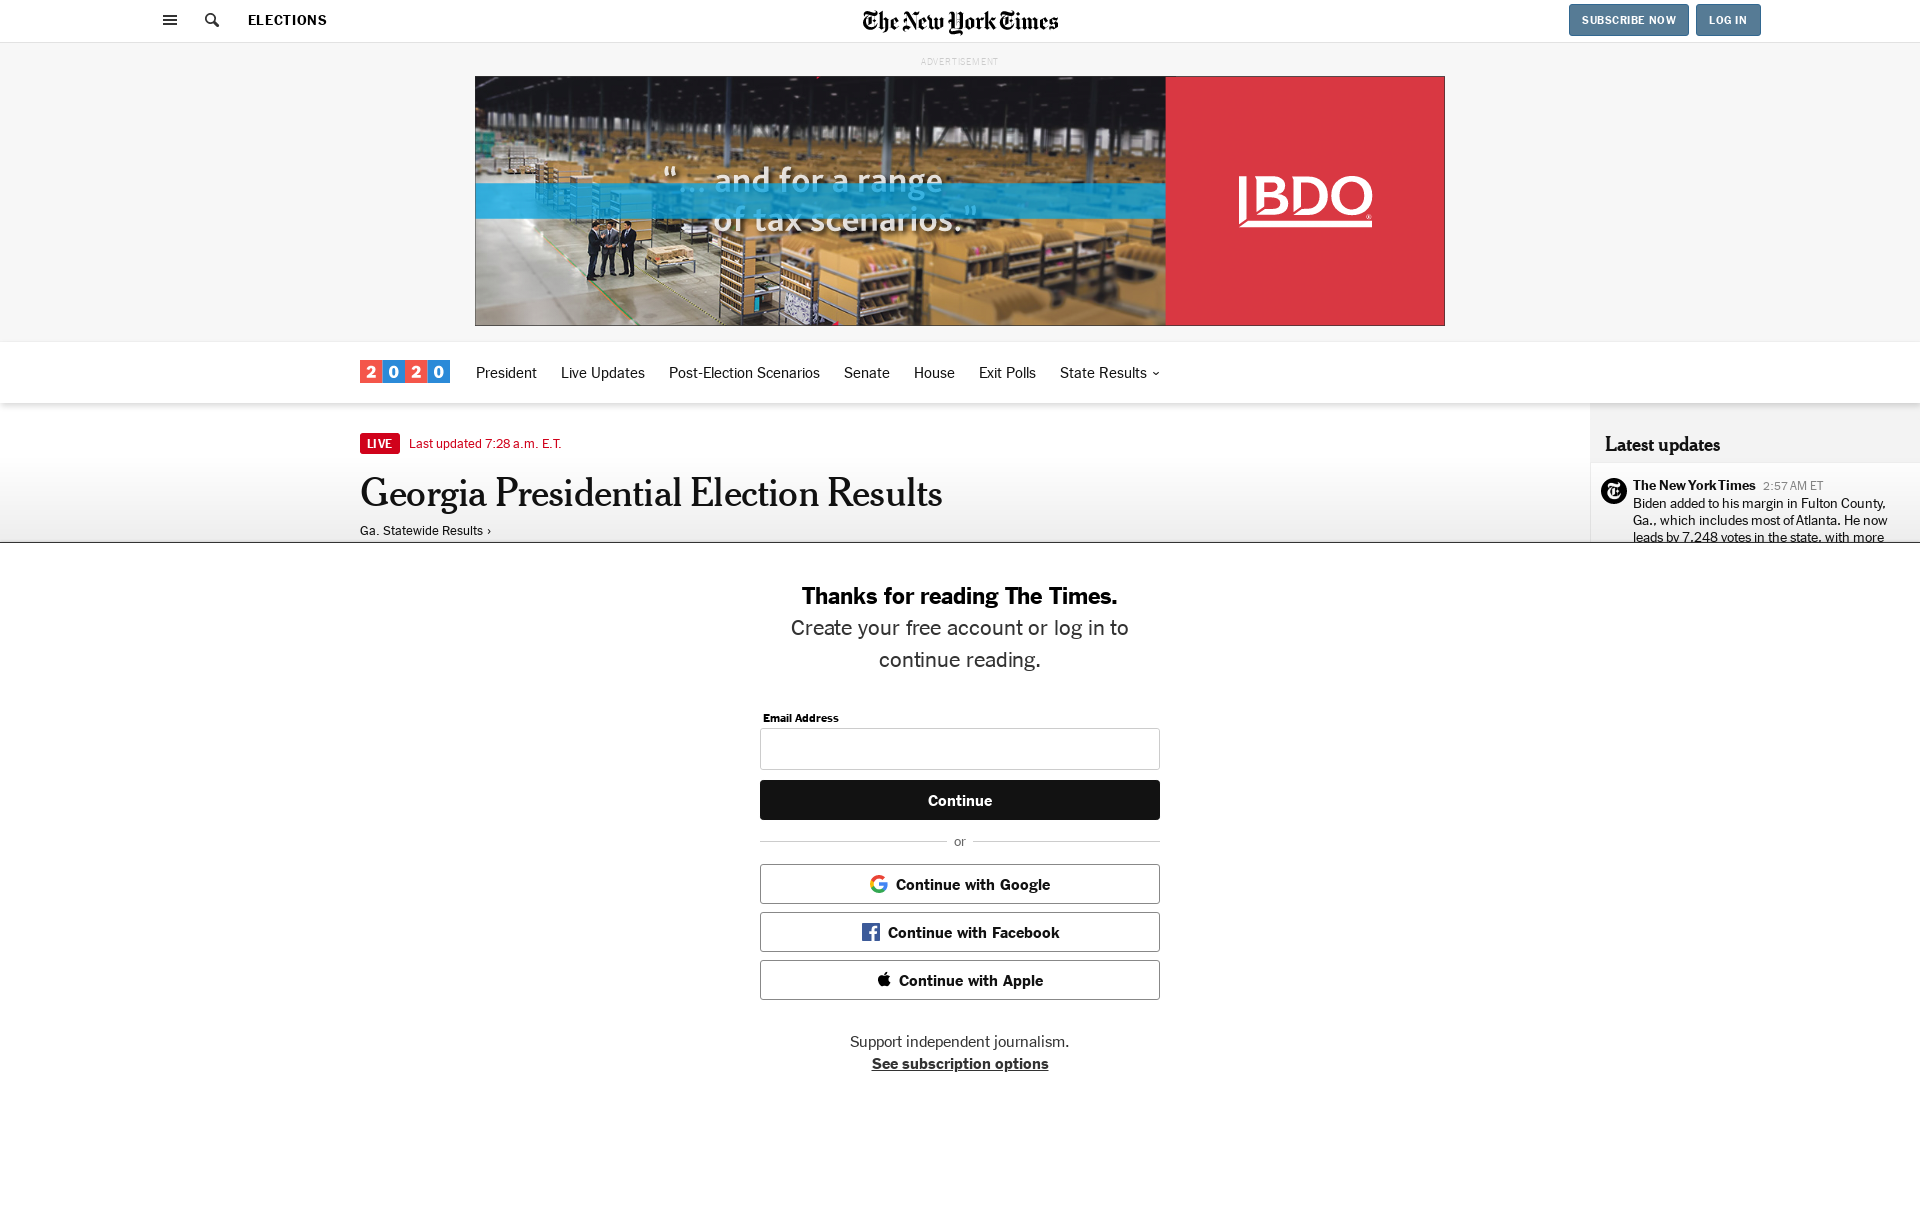 ELECTIONS
The New York Times
SUBSCRIBE NOW
LOG IN
ADVERTISEMENT
“... and for a range
of tax scenarios.”
BDO®
2020
President
Live Updates
Post-Election Scenarios
Senate
House
Exit Polls
State Results
LIVE
Last updated 7:28 a.m. E.T.
Georgia Presidential Election Results
Ga. Statewide Results ›
Latest updates
The New York Times 2:57 AM ET
Biden added to his margin in Fulton County,
Ga., which includes most of Atlanta. He now
leads by 7,248 votes in the state, with more
Thanks for reading The Times.
Create your free account or log in to
continue reading.
Email Address
Continue
or
Continue with Google
Continue with Facebook
Continue with Apple
Support independent journalism.
See subscription options